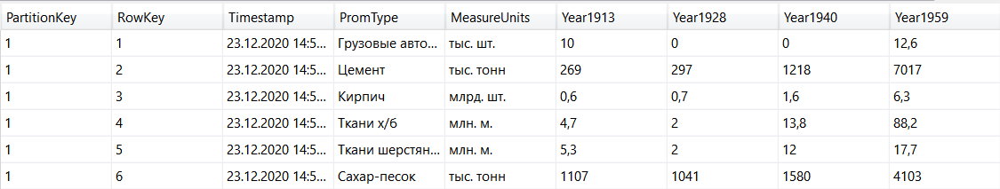 PartitionKey RowKey Timestamp PromType MeasureUnits Year1913 Year1928 Year1940 Year1959
1 1 23.12.2020 14:5... Грузовые авто... тыс. шт. 10 0 0 12,6
1 2 23.12.2020 14:5... Цемент тыс. тонн 269 297 1218 7017
1 3 23.12.2020 14:5... Кирпич млрд. шт. 0,6 0,7 1,6 6,3
1 4 23.12.2020 14:5... Ткани х/б млн. м. 4,7 2 13,8 88,2
1 5 23.12.2020 14:5... Ткани шерстян... млн. м. 5,3 2 12 17,7
1 6 23.12.2020 14:5... Сахар-песок тыс. тонн 1107 1041 1580 4103